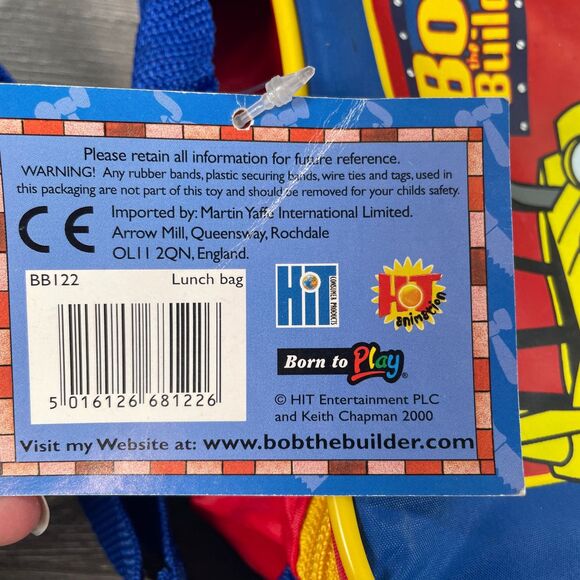 Bo
the
Builde
Please retain all information for future reference.
WARNING! Any rubber bands, plastic securing bands, wire ties and tags, used in
this packaging are not part of this toy and should be removed for your childs safety.
CE
Imported by: Martin Yaffe International Limited.
Arrow Mill, Queensway, Rochdale
OL11 2QN, England.
BB122 Lunch bag
5 016126 681226
HiT
CONSUMER PRODUCTS
HOT
animation
Born to Play®
© HIT Entertainment PLC
and Keith Chapman 2000
Visit my Website at: www.bobthebuilder.com